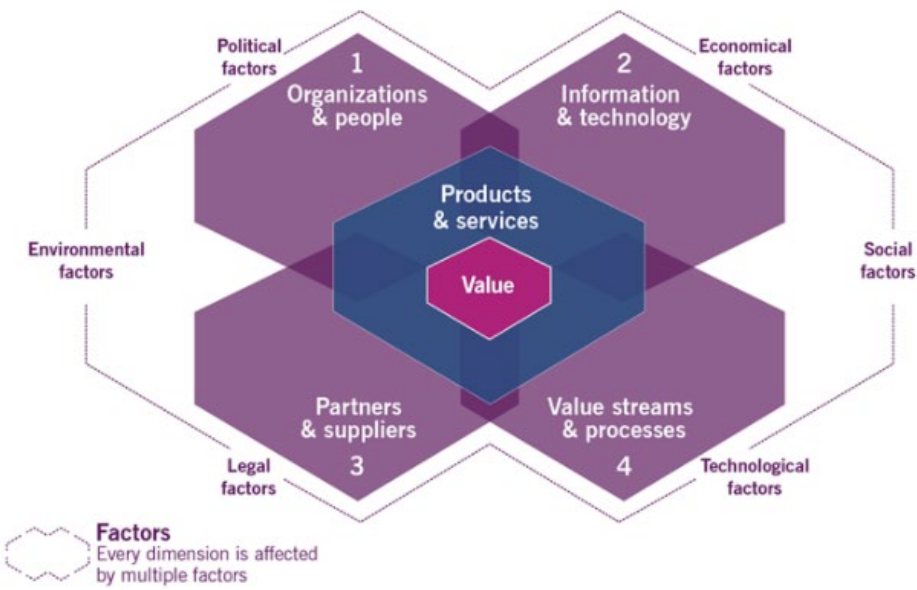 Political
factors
Economical
factors
1
Organizations
& people
2
Information
& technology
Products
& services
Environmental
factors
Value
Social
factors
Partners
& suppliers
3
Value streams
& processes
4
Legal
factors
Technological
factors
Factors
Every dimension is affected
by multiple factors